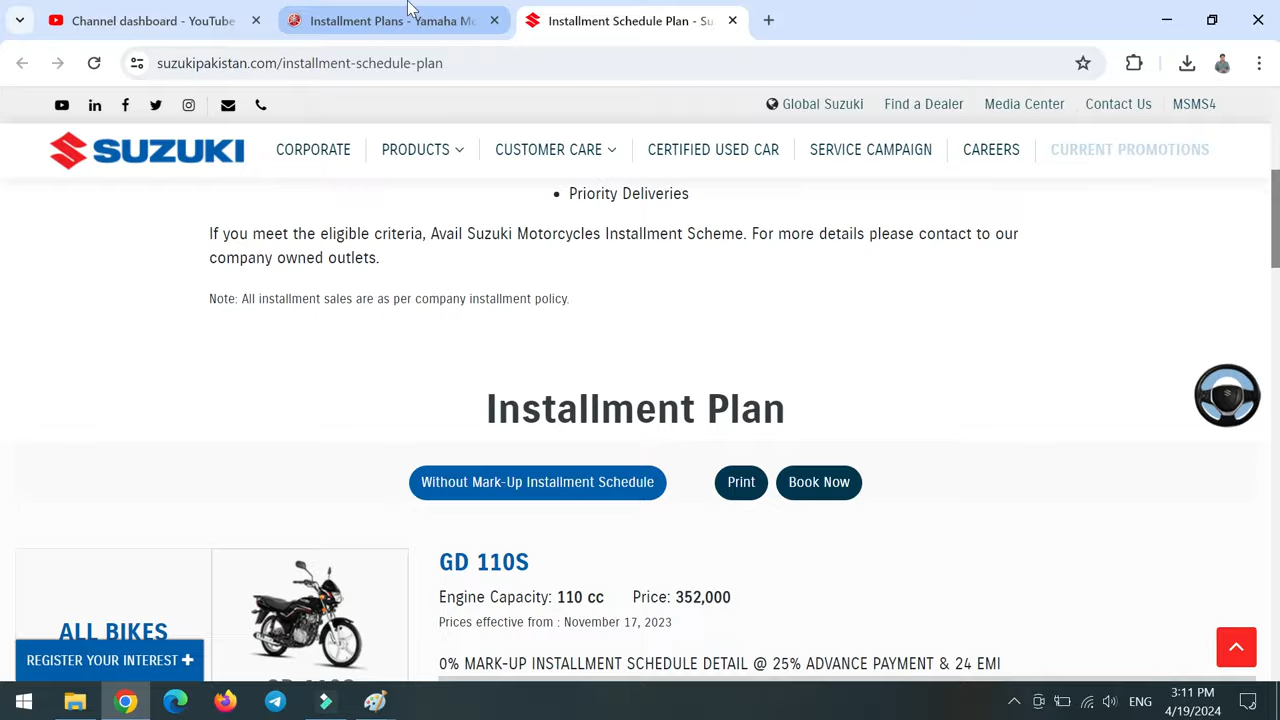 Channel dashboard - YouTube
Installment Plans - Yamaha Mo
Installment Schedule Plan - Su
suzukipakistan.com/installment-schedule-plan
Global Suzuki
Find a Dealer
Media Center
Contact Us
MSMS4
SUZUKI
CORPORATE
PRODUCTS
CUSTOMER CARE
CERTIFIED USED CAR
SERVICE CAMPAIGN
CAREERS
CURRENT PROMOTIONS
• Priority Deliveries
If you meet the eligible criteria, Avail Suzuki Motorcycles Installment Scheme. For more details please contact to our
company owned outlets.
Note: All installment sales are as per company installment policy.
Installment Plan
Without Mark-Up Installment Schedule
Print
Book Now
GD 110S
Engine Capacity: 110 cc Price: 352,000
Prices effective from : November 17, 2023
ALL BIKES
REGISTER YOUR INTEREST +
0% MARK-UP INSTALLMENT SCHEDULE DETAIL @ 25% ADVANCE PAYMENT & 24 EMI
ENG
3:11 PM
4/19/2024